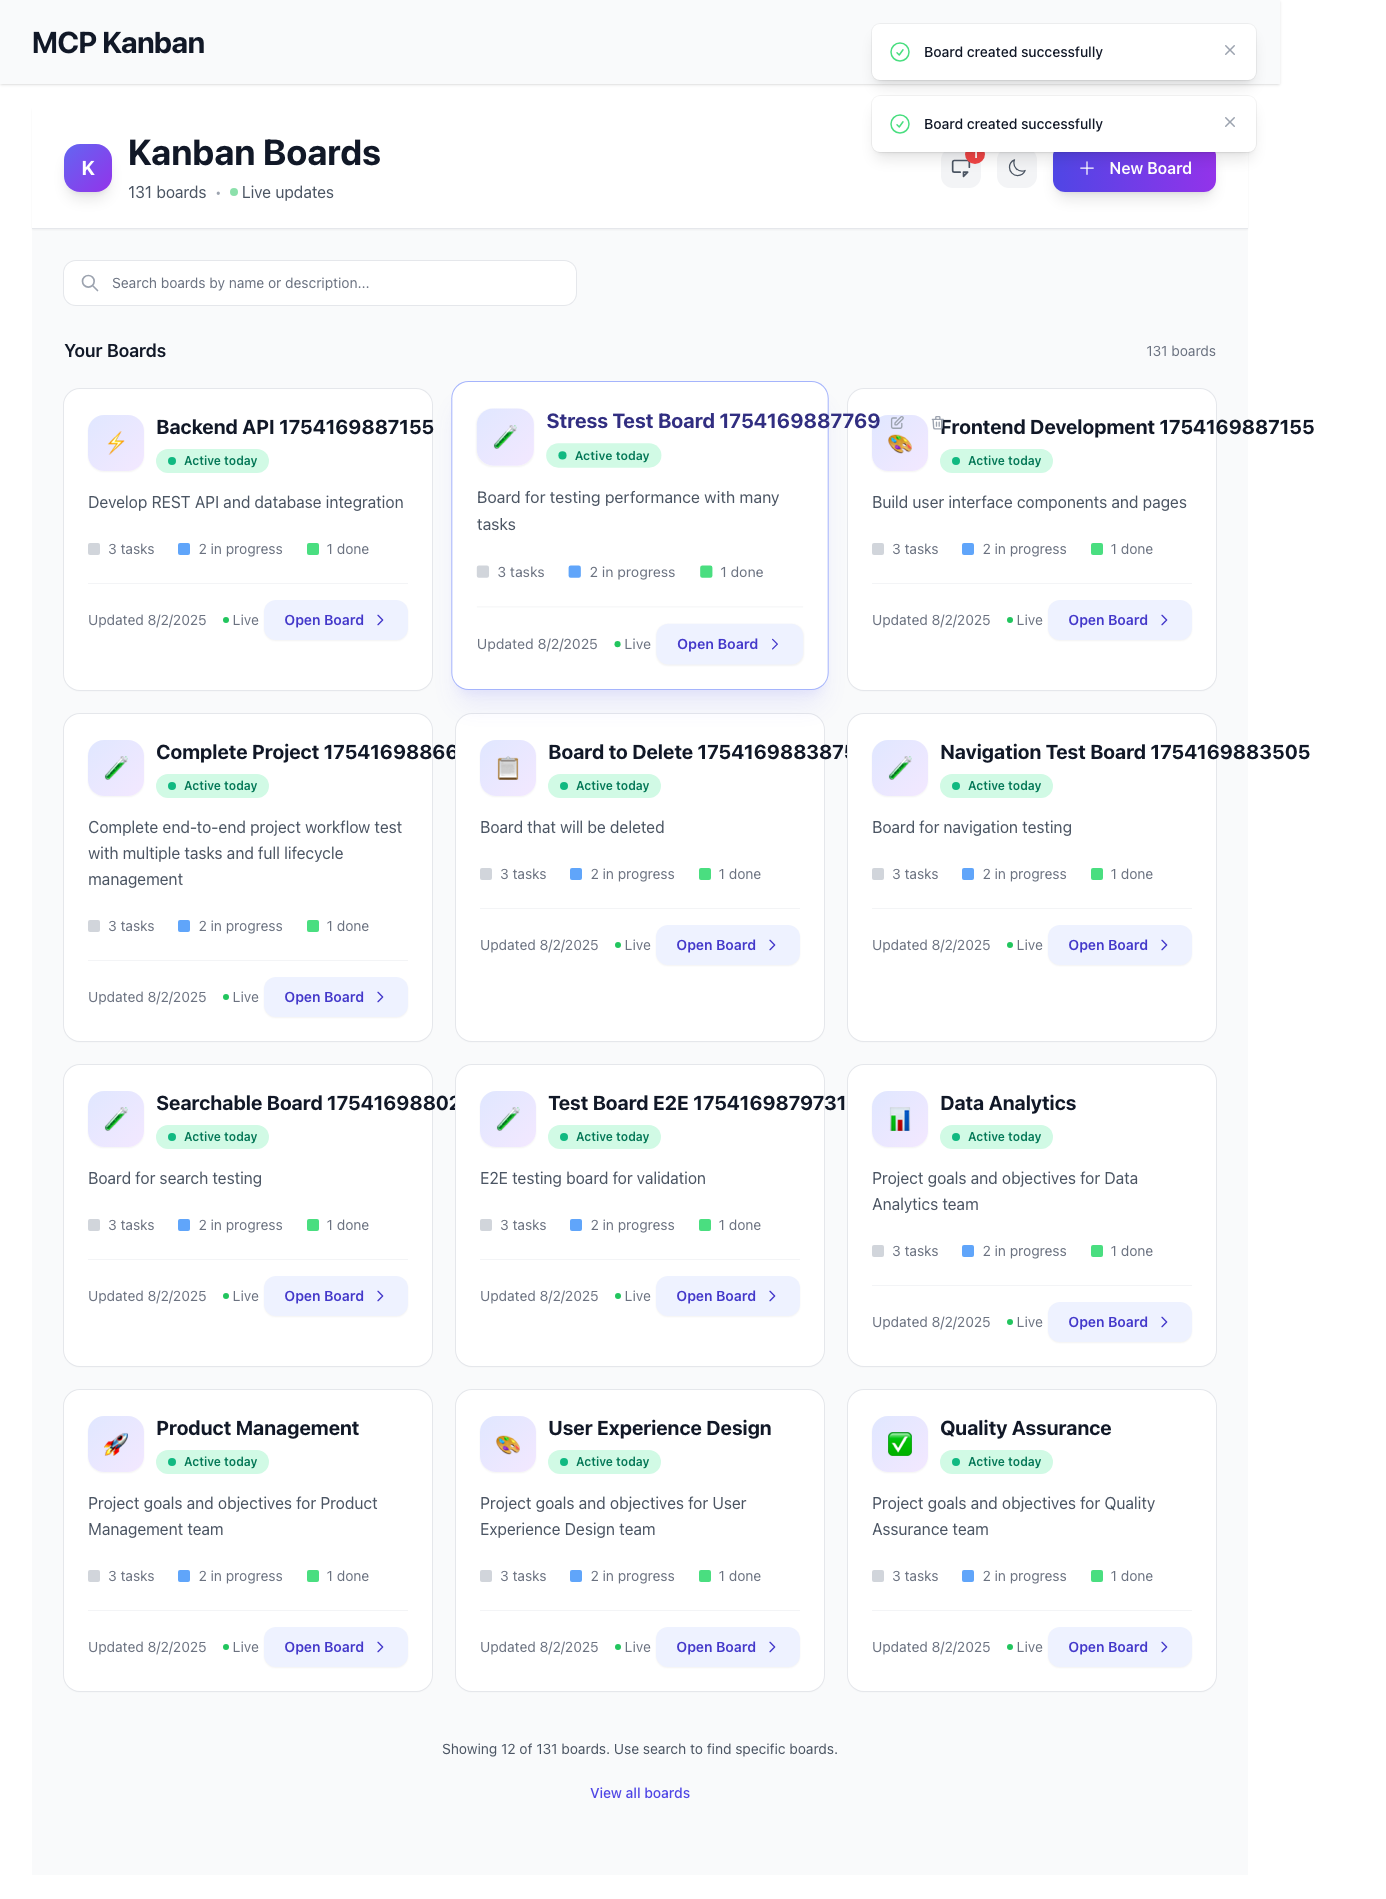 MCP Kanban
Board created successfully
Board created successfully
K
Kanban Boards
131 boards • Live updates
New Board
Search boards by name or description...
Your Boards
131 boards
Backend API 1754169887155
Active today
Develop REST API and database integration
3 tasks 2 in progress 1 done
Updated 8/2/2025 Live Open Board
Stress Test Board 1754169887769
Active today
Board for testing performance with many
tasks
3 tasks 2 in progress 1 done
Updated 8/2/2025 Live Open Board
Frontend Development 1754169887155
Active today
Build user interface components and pages
3 tasks 2 in progress 1 done
Updated 8/2/2025 Live Open Board
Complete Project 17541698866
Active today
Complete end-to-end project workflow test
with multiple tasks and full lifecycle
management
3 tasks 2 in progress 1 done
Updated 8/2/2025 Live Open Board
Board to Delete 1754169883875
Active today
Board that will be deleted
3 tasks 2 in progress 1 done
Updated 8/2/2025 Live Open Board
Navigation Test Board 1754169883505
Active today
Board for navigation testing
3 tasks 2 in progress 1 done
Updated 8/2/2025 Live Open Board
Searchable Board 17541698802
Active today
Board for search testing
3 tasks 2 in progress 1 done
Updated 8/2/2025 Live Open Board
Test Board E2E 1754169879731
Active today
E2E testing board for validation
3 tasks 2 in progress 1 done
Updated 8/2/2025 Live Open Board
Data Analytics
Active today
Project goals and objectives for Data
Analytics team
3 tasks 2 in progress 1 done
Updated 8/2/2025 Live Open Board
Product Management
Active today
Project goals and objectives for Product
Management team
3 tasks 2 in progress 1 done
Updated 8/2/2025 Live Open Board
User Experience Design
Active today
Project goals and objectives for User
Experience Design team
3 tasks 2 in progress 1 done
Updated 8/2/2025 Live Open Board
Quality Assurance
Active today
Project goals and objectives for Quality
Assurance team
3 tasks 2 in progress 1 done
Updated 8/2/2025 Live Open Board
Showing 12 of 131 boards. Use search to find specific boards.
View all boards